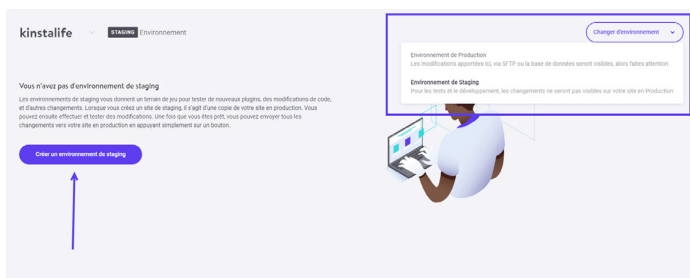 kinstalife
STAGING Environnement
Changer d'environnement
Environnement de Production
Les modifications apportées ici, via SFTP ou la base de données seront visibles, alors faites attention
Environnement de Staging
Pour les tests et le développement, les changements ne seront pas visibles sur votre site en Production
Vous n'avez pas d'environnement de staging
Les environnements de staging vous donnent un terrain de jeu pour tester de nouveaux plugins, des modifications de code,
et d'autres changements. Lorsque vous créez un site de staging, il s'agit d'une copie de votre site en production. Vous
pouvez ensuite effectuer et tester des modifications. Une fois que vous êtes prêt, vous pouvez envoyer tous les
changements vers votre site en production en appuyant simplement sur un bouton.
Créer un environnement de staging